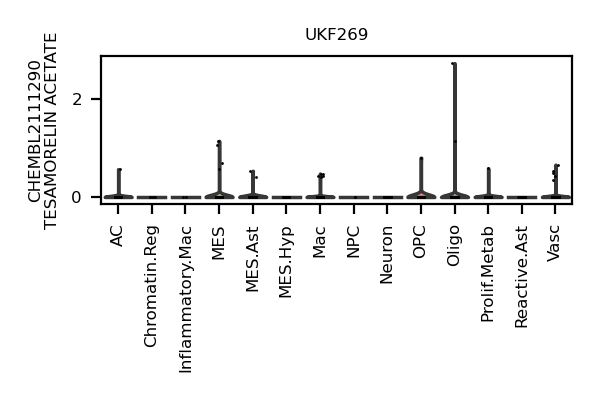 UKF269
CHEMBL2111290
TESAMORELIN ACETATE
2
0
AC
Chromatin.Reg
Inflammatory.Mac
MES
MES.Ast
MES.Hyp
Mac
NPC
Neuron
OPC
Oligo
Prolif.Metab
Reactive.Ast
Vasc